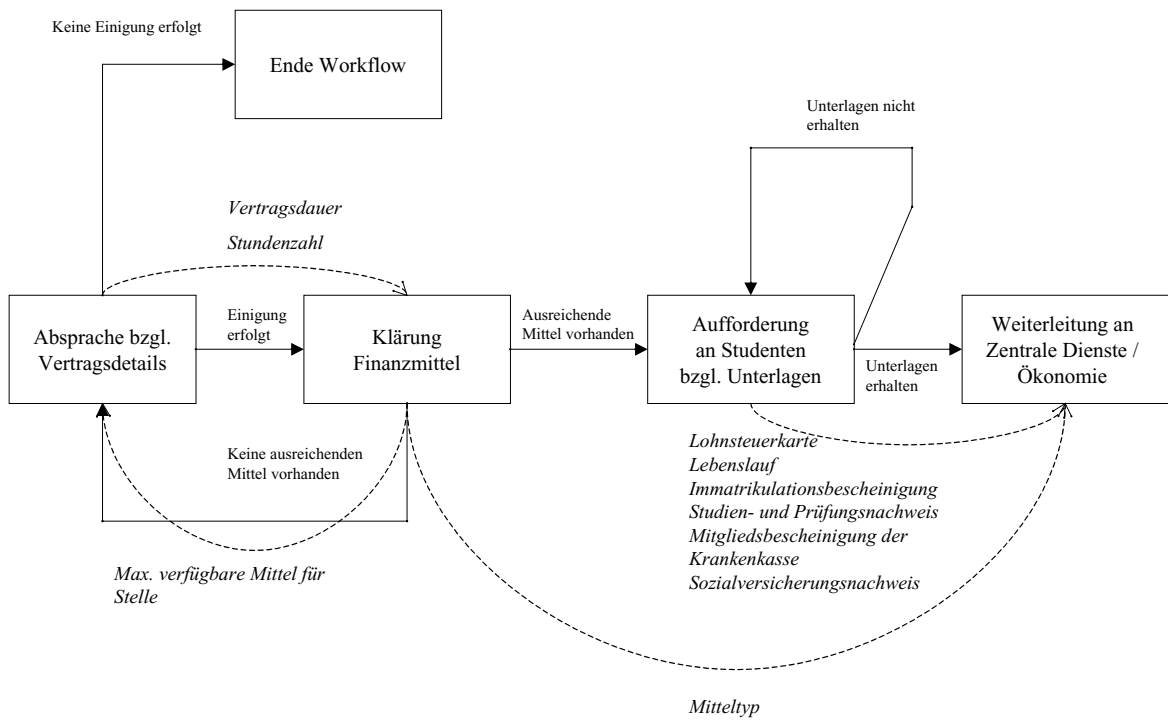 Keine Einigung erfolgt
Ende Workflow
Unterlagen nicht
erhalten
Vertragsdauer
Stundenzahl
Absprache bzgl.
Vertragsdetails
Einigung
erfolgt
Klärung
Finanzmittel
Ausreichende
Mittel vorhanden
Aufforderung
an Studenten
bzgl. Unterlagen
Unterlagen
erhalten
Weiterleitung an
Zentrale Dienste /
Ökonomie
Keine ausreichenden
Mittel vorhanden
Lohnsteuerkarte
Lebenslauf
Immatrikulationsbescheinigung
Studien- und Prüfungsnachweis
Mitgliedsbescheinigung der
Krankenkasse
Sozialversicherungsnachweis
Max. verfügbare Mittel für
Stelle
Mitteltyp